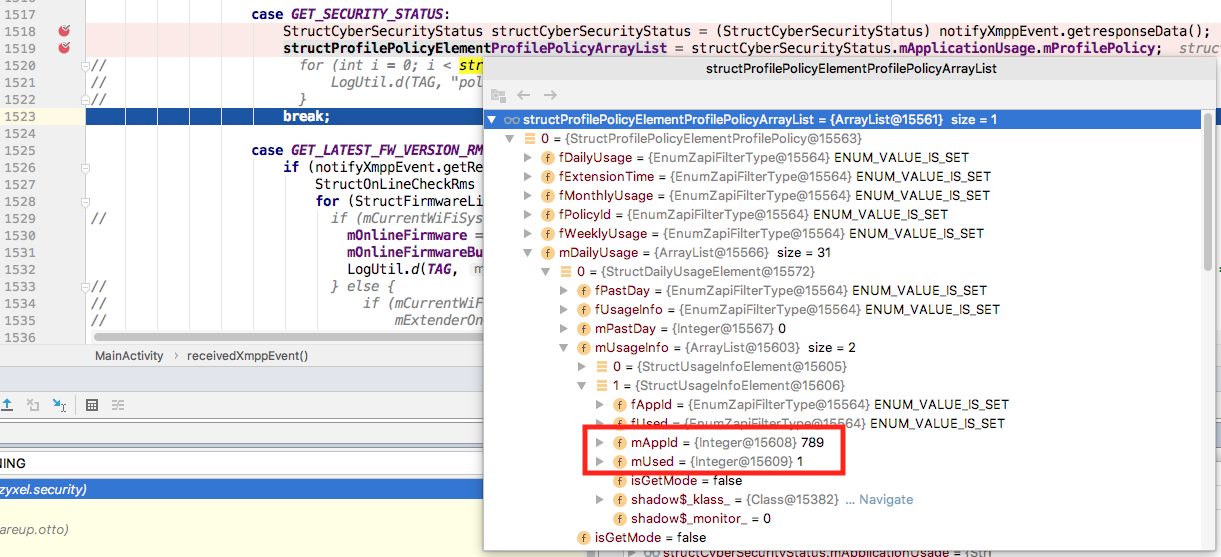 1517 case GET_SECURITY_STATUS:
1518 StructCyberSecurityStatus structCyberSecurityStatus = (StructCyberSecurityStatus) notifyXmppEvent.getresponseData();
1519 structProfilePolicyElementProfilePolicyArrayList = structCyberSecurityStatus.mApplicationUsage.mProfilePolicy; struct
1520 // for (int i = 0; i < str
1521 // LogUtil.d(TAG, "pol
1522 // }
1523 break;
1524
1525 case GET_LATEST_FW_VERSION_RM
1526 if (notifyXmppEvent.getRe
1527 StructOnLineCheckRms
1528 for (StructFirmwareLi
1529 // if (mCurrentWiFiSys
1530 mOnlineFirmware =
1531 mOnlineFirmwareBu
1532 LogUtil.d(TAG, m
1533 // } else {
1534 // if (mCurrentWiF
1535 // mExtenderOn
1536
MainActivity › receivedXmppEvent()
NING
zyxel.security)
areup.otto)
structProfilePolicyElementProfilePolicyArrayList
structProfilePolicyElementProfilePolicyArrayList = {ArrayList@15561} size = 1
0 = {StructProfilePolicyElementProfilePolicy@15563}
fDailyUsage = {EnumZapiFilterType@15564} ENUM_VALUE_IS_SET
fExtensionTime = {EnumZapiFilterType@15564} ENUM_VALUE_IS_SET
fMonthlyUsage = {EnumZapiFilterType@15564} ENUM_VALUE_IS_SET
fPolicyId = {EnumZapiFilterType@15564} ENUM_VALUE_IS_SET
fWeeklyUsage = {EnumZapiFilterType@15564} ENUM_VALUE_IS_SET
mDailyUsage = {ArrayList@15566} size = 31
0 = {StructDailyUsageElement@15572}
fPastDay = {EnumZapiFilterType@15564} ENUM_VALUE_IS_SET
fUsageInfo = {EnumZapiFilterType@15564} ENUM_VALUE_IS_SET
mPastDay = {Integer@15567} 0
mUsageInfo = {ArrayList@15603} size = 2
0 = {StructUsageInfoElement@15605}
1 = {StructUsageInfoElement@15606}
fAppId = {EnumZapiFilterType@15564} ENUM_VALUE_IS_SET
fUsed = {EnumZapiFilterType@15564} ENUM_VALUE_IS_SET
mAppId = {Integer@15608} 789
mUsed = {Integer@15609} 1
isGetMode = false
shadow$_klass_ = {Class@15382} ... Navigate
shadow$_monitor_ = 0
isGetMode = false
structCyberSecurityStatus.mApplicationUsage = {Str